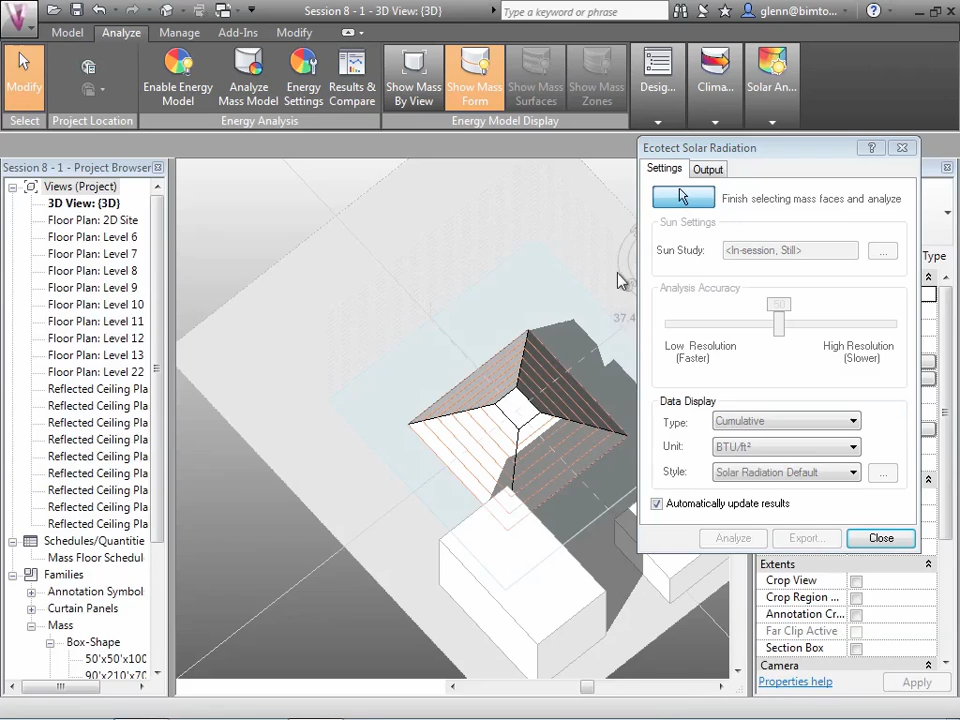 Session 8 - 1 - 3D View: {3D}
Type a keyword or phrase
glenn@bimto...
Model
Analyze
Manage
Add-Ins
Modify
Modify
Enable Energy Model
Analyze Mass Model
Energy Settings
Results & Compare
Show Mass By View
Show Mass Form
Show Mass Surfaces
Show Mass Zones
Desig...
Clima...
Solar An...
Select
Project Location
Energy Analysis
Energy Model Display
Session 8 - 1 - Project Browser
Views (Project)
3D View: {3D}
Floor Plan: 2D Site
Floor Plan: Level 6
Floor Plan: Level 7
Floor Plan: Level 8
Floor Plan: Level 9
Floor Plan: Level 10
Floor Plan: Level 11
Floor Plan: Level 12
Floor Plan: Level 13
Floor Plan: Level 22
Reflected Ceiling Pla
Reflected Ceiling Pla
Reflected Ceiling Pla
Reflected Ceiling Pla
Reflected Ceiling Pla
Reflected Ceiling Pla
Reflected Ceiling Pla
Reflected Ceiling Pla
Reflected Ceiling Pla
Schedules/Quantitie
Mass Floor Schedul
Families
Annotation Symbol
Curtain Panels
Mass
Box-Shape
50'x50'x100
90'x210'x70
37.4
Ecotect Solar Radiation
Settings
Output
Finish selecting mass faces and analyze
Sun Settings
Sun Study:
<In-session, Still>
...
Analysis Accuracy
50
Low Resolution (Faster)
High Resolution (Slower)
Data Display
Type:
Cumulative
Unit:
BTU/ft²
Style:
Solar Radiation Default
...
Automatically update results
Analyze
Export...
Close
Type
Extents
Crop View
Crop Region ...
Annotation Cr...
Far Clip Active
Section Box
Camera
Properties help
Apply